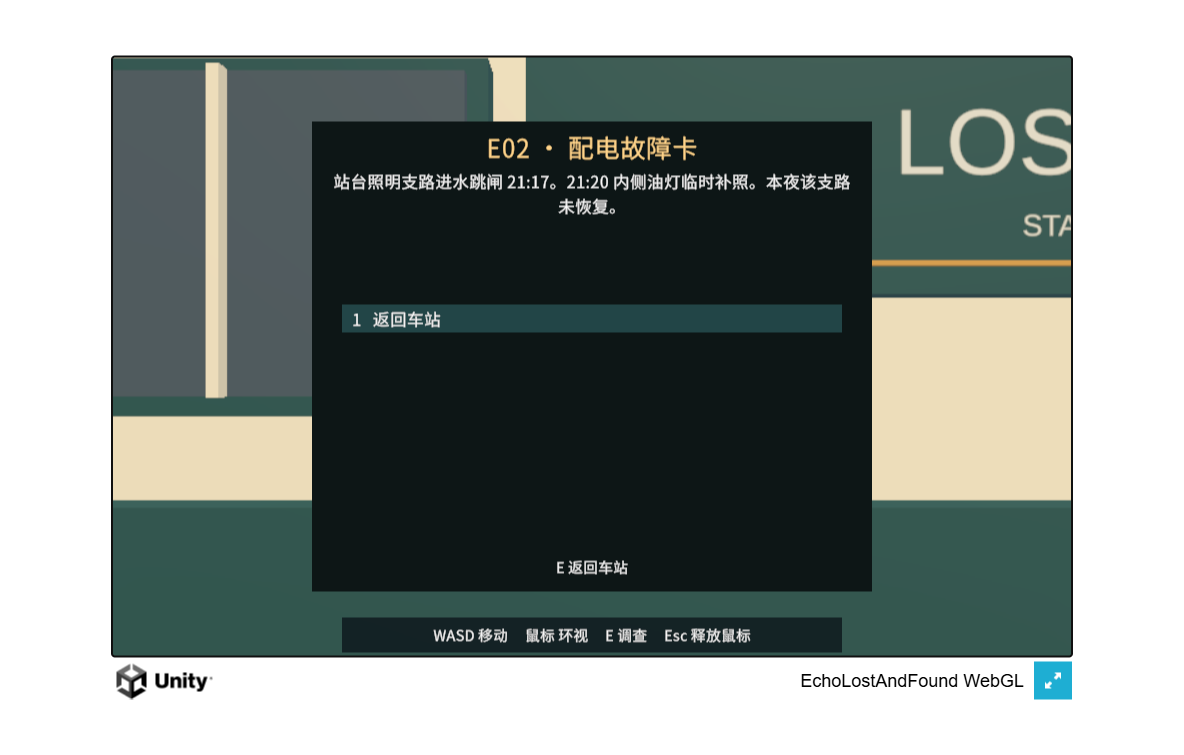 LOS
STA
E02 · 配电故障卡
站台照明支路进水跳闸 21:17。21:20 内侧油灯临时补照。本夜该支路
未恢复。
1 返回车站
E 返回车站
WASD 移动 鼠标 环视 E 调查 Esc 释放鼠标
Unity
EchoLostAndFound WebGL